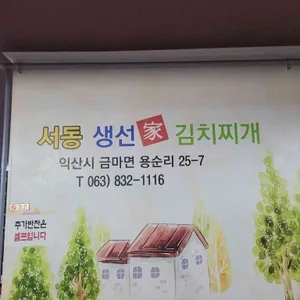 서동 생선家 김치찌개
익산시 금마면 용순리 25-7
T 063) 832-1116
추가반찬은
셀프입니다